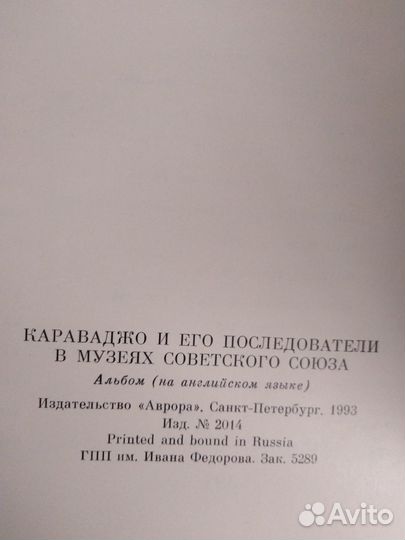 КАРАВАДЖО И ЕГО ПОСЛЕДОВАТЕЛИ
В МУЗЕЯХ СОВЕТСКОГО СОЮЗА
Альбом (на английском языке)
Издательство «Аврора». Санкт-Петербург. 1993
Изд. № 2014
Printed and bound in Russia
ГПП им. Ивана Федорова. Зак. 5289
Avito